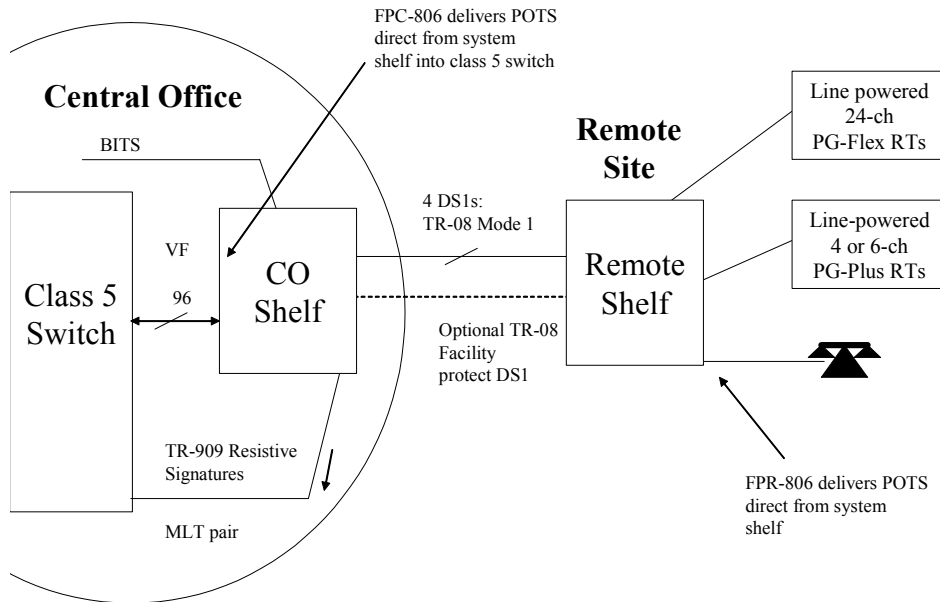 FPC-806 delivers POTS
direct from system
shelf into class 5 switch
Central Office
BITS
Class 5
Switch
VF
96
CO
Shelf
TR-909 Resistive
Signatures
MLT pair
4 DS1s:
TR-08 Mode 1
Optional TR-08
Facility
protect DS1
Remote
Site
Remote
Shelf
Line powered
24-ch
PG-Flex RTs
Line-powered
4 or 6-ch
PG-Plus RTs
FPR-806 delivers POTS
direct from system
shelf